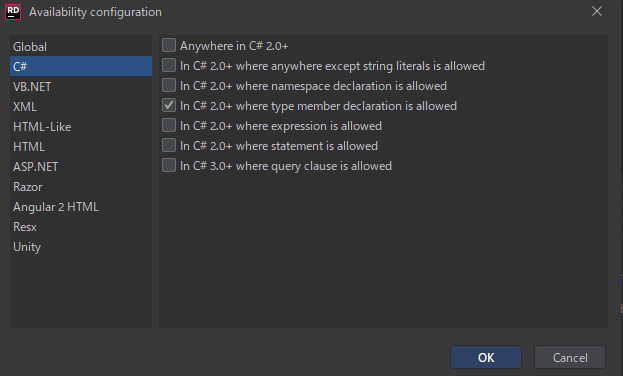 RD
Availability configuration
Global
C#
VB.NET
XML
HTML-Like
HTML
ASP.NET
Razor
Angular 2 HTML
Resx
Unity
Anywhere in C# 2.0+
In C# 2.0+ where anywhere except string literals is allowed
In C# 2.0+ where namespace declaration is allowed
In C# 2.0+ where type member declaration is allowed
In C# 2.0+ where expression is allowed
In C# 2.0+ where statement is allowed
In C# 3.0+ where query clause is allowed
OK
Cancel